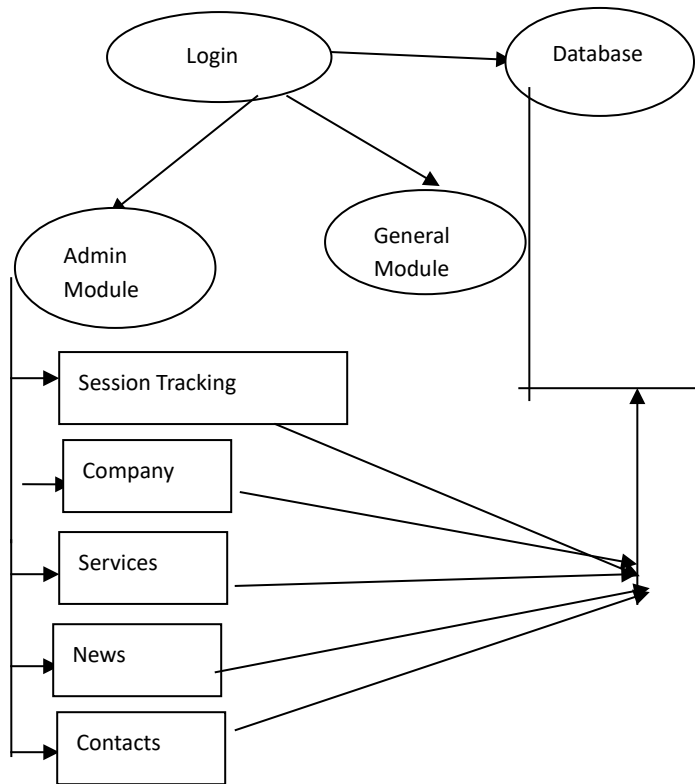 Login
Database
Admin
Module
General
Module
Session Tracking
Company
Services
News
Contacts